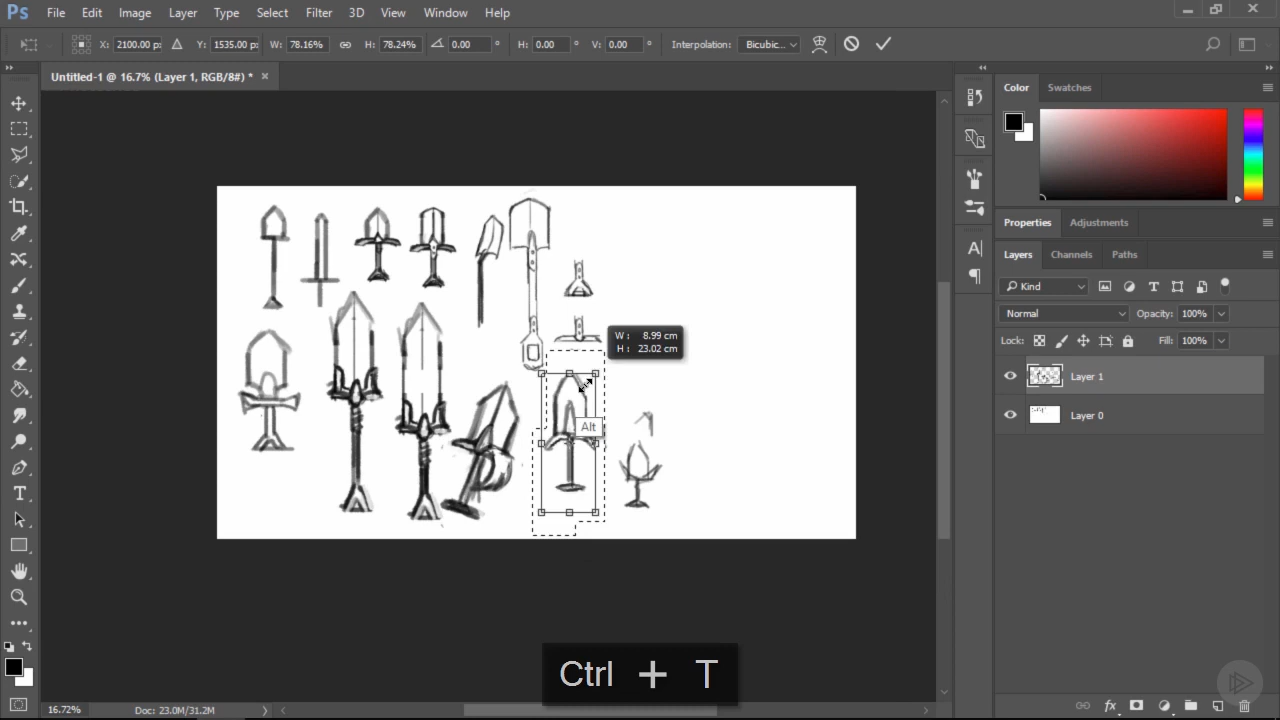 Ps File Edit Image Layer Type Select Filter 3D View Window Help
X: 2100.00 p: Y: 1535.00 p: W: 78.16% H: 78.24% 0.00 ° H: 0.00 ° V: 0.00 ° Interpolation: Bicubic...
Untitled-1 @ 16.7% (Layer 1, RGB/8#) *
Color Swatches
Properties Adjustments
Layers Channels Paths
Kind
Normal Opacity: 100%
Lock: Fill: 100%
Layer 1
Layer 0
W: 8.99 cm
H: 23.02 cm
Alt
Ctrl + T
16.72% Doc: 23.0M/31.2M